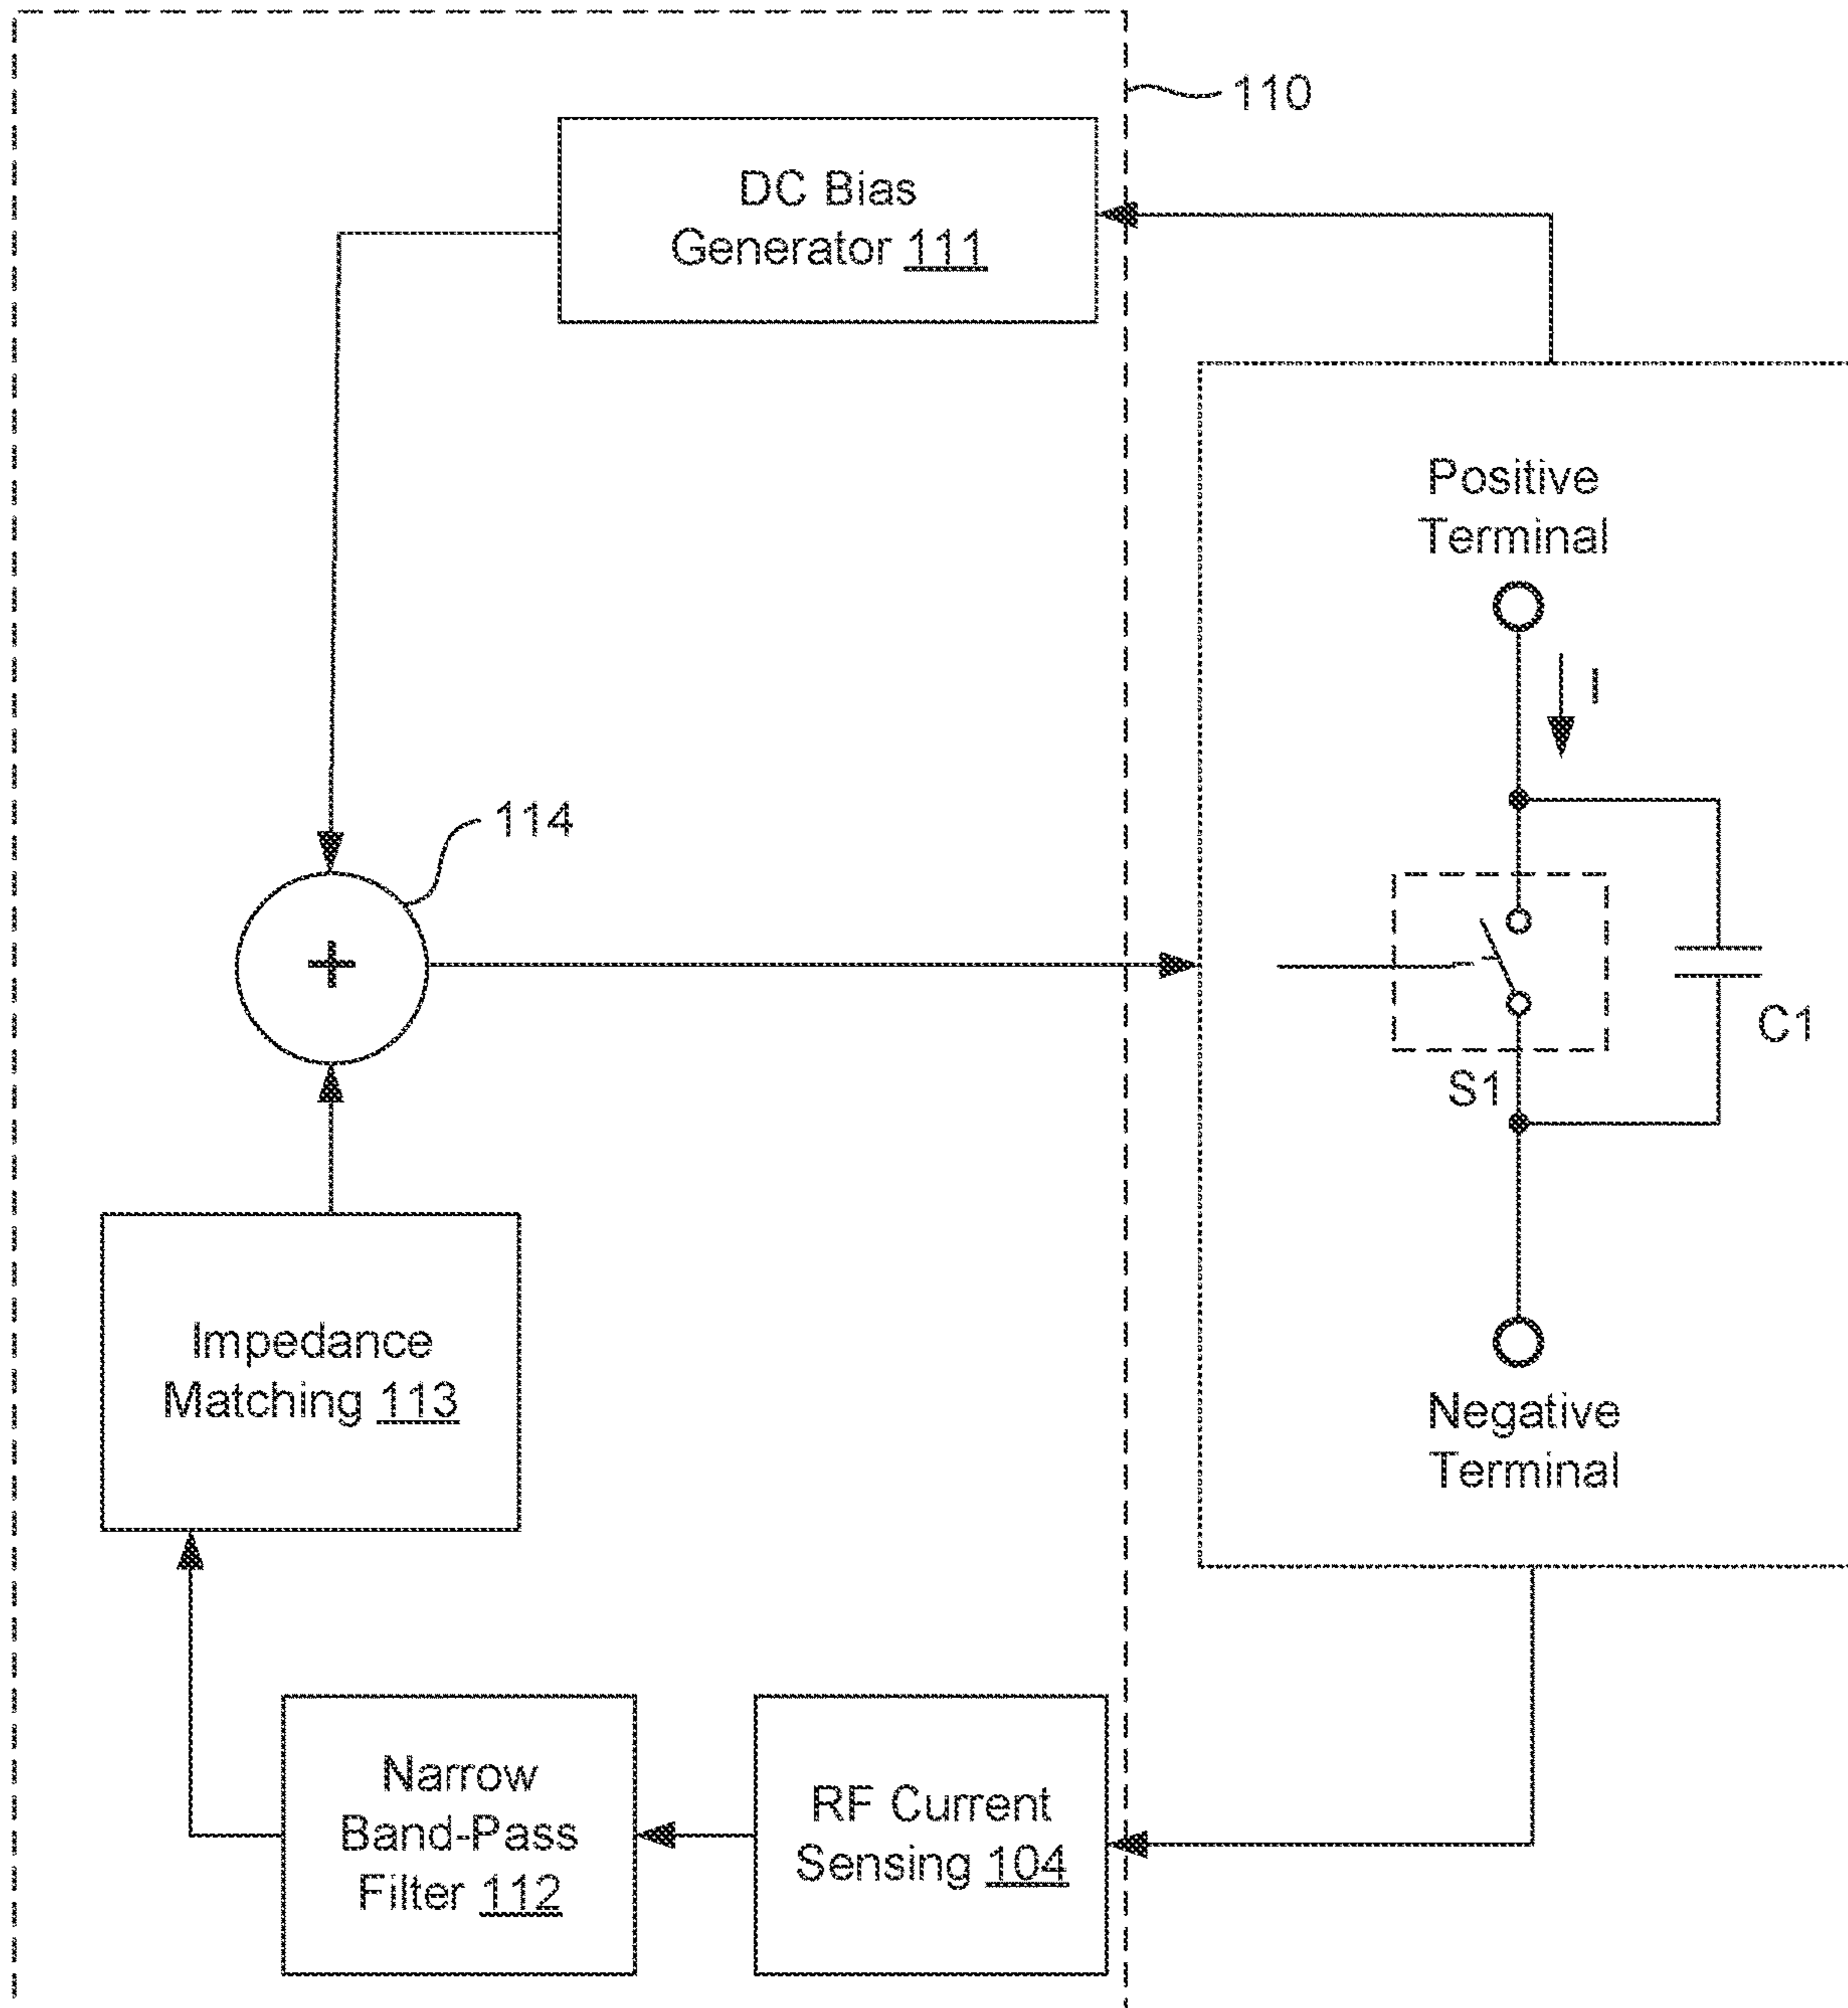 110
DC Bias
Generator 111
Positive
Terminal
I
114
+
C1
S1
Impedance
Matching 113
Negative
Terminal
Narrow
Band-Pass
Filter 112
RF Current
Sensing 104